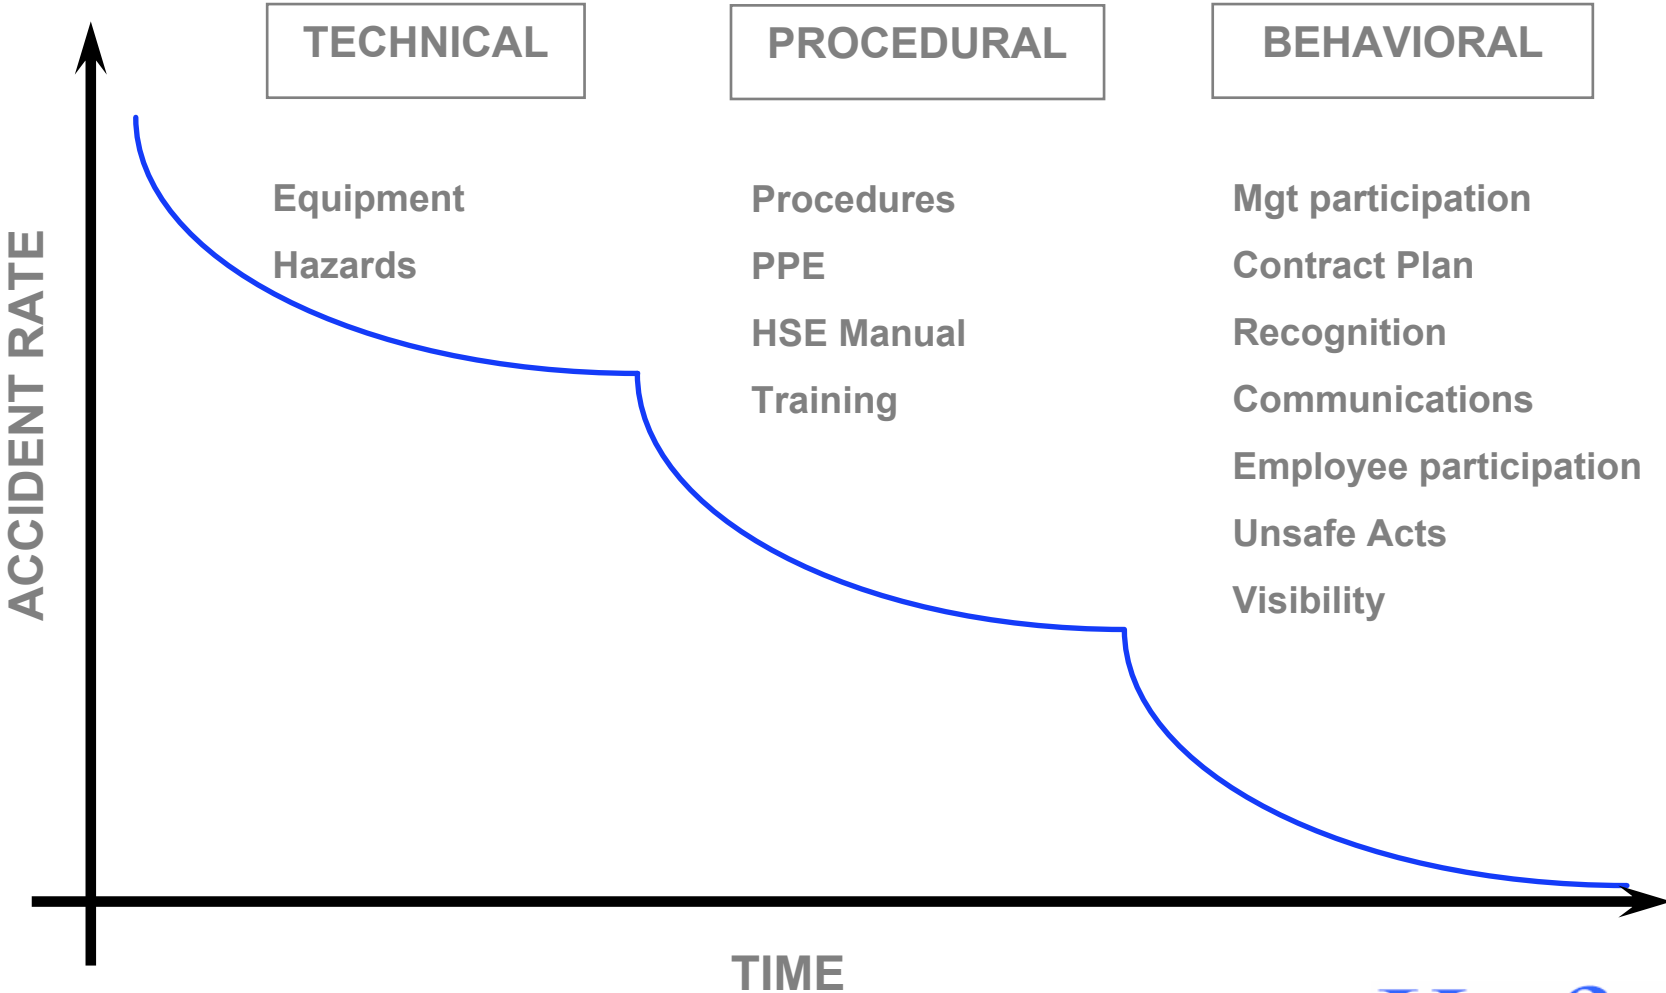 TECHNICAL
PROCEDURAL
BEHAVIORAL
ACCIDENT RATE
Equipment
Hazards
Procedures
PPE
HSE Manual
Training
Mgt participation
Contract Plan
Recognition
Communications
Employee participation
Unsafe Acts
Visibility
TIME